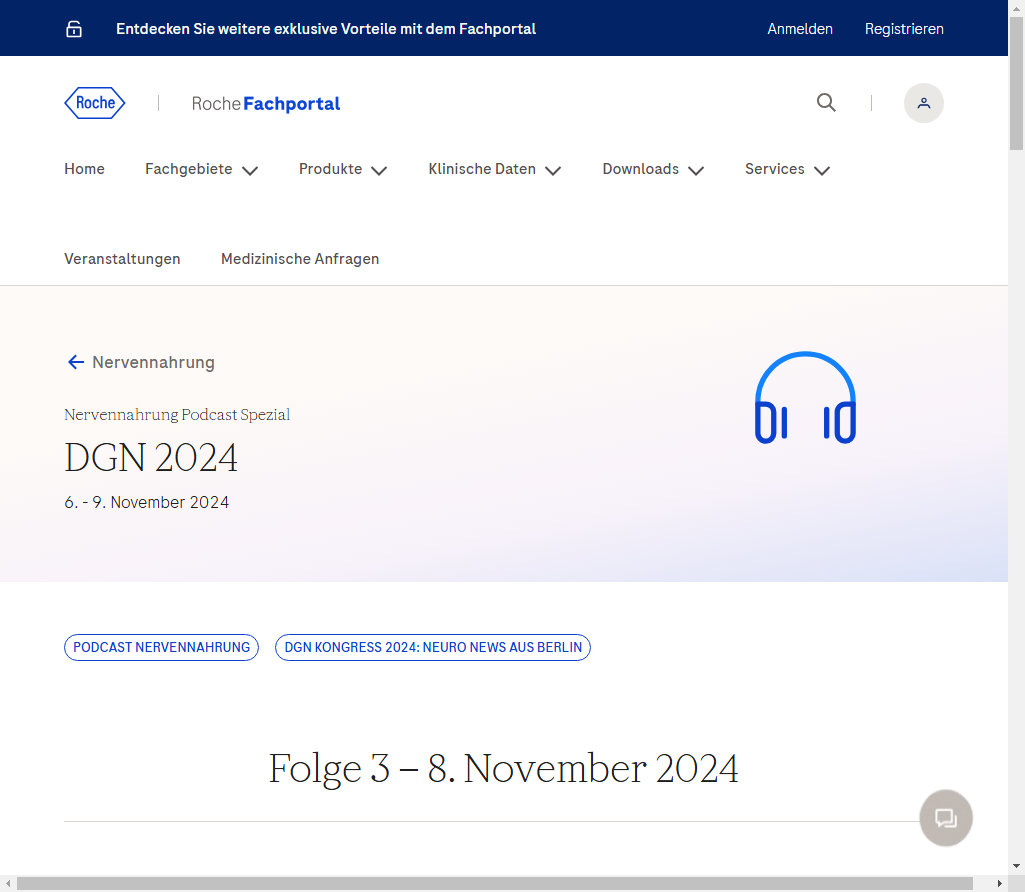 Entdecken Sie weitere exklusive Vorteile mit dem Fachportal
Anmelden
Registrieren
Roche
Roche Fachportal
Home
Fachgebiete
Produkte
Klinische Daten
Downloads
Services
Veranstaltungen
Medizinische Anfragen
Nervennahrung
Nervennahrung Podcast Spezial
DGN 2024
6. - 9. November 2024
PODCAST NERVENNAHRUNG
DGN KONGRESS 2024: NEURO NEWS AUS BERLIN
Folge 3 – 8. November 2024